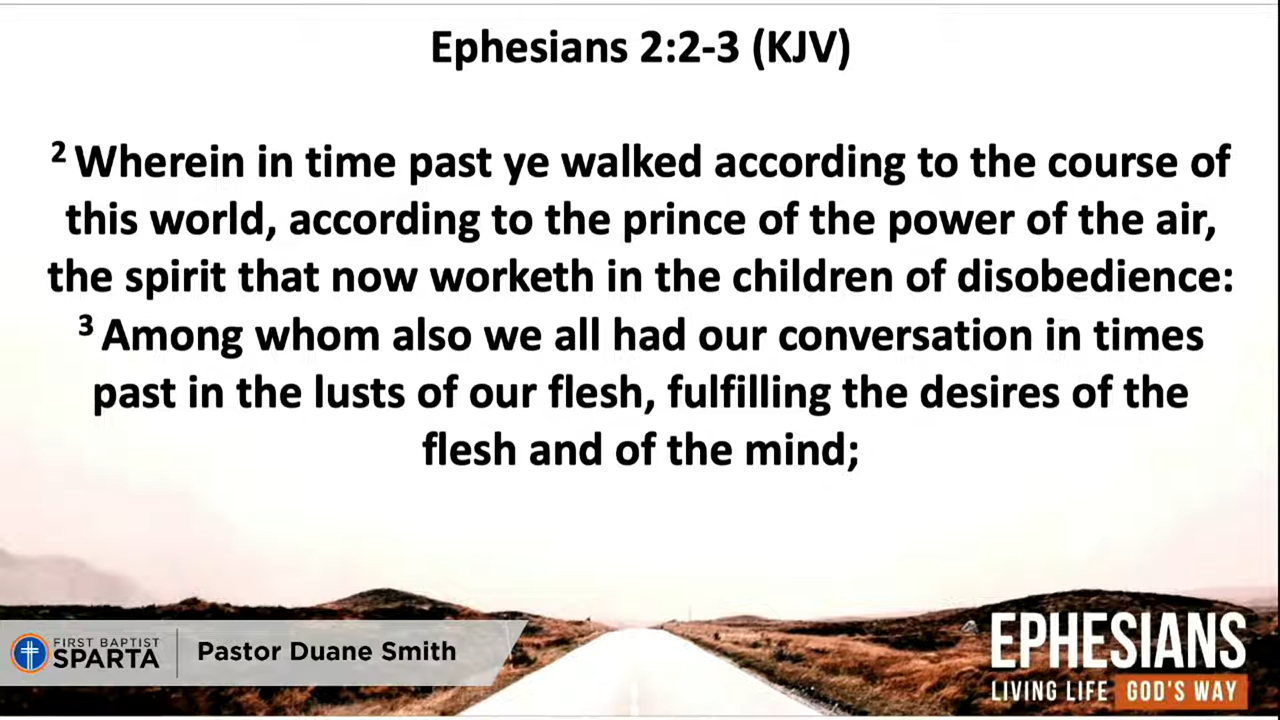 Ephesians 2:2-3 (KJV)
2 Wherein in time past ye walked according to the course of
this world, according to the prince of the power of the air,
the spirit that now worketh in the children of disobedience:
3 Among whom also we all had our conversation in times
past in the lusts of our flesh, fulfilling the desires of the
flesh and of the mind;
FIRST BAPTIST
SPARTA
Pastor Duane Smith
EPHESIANS
LIVING LIFE GOD'S WAY